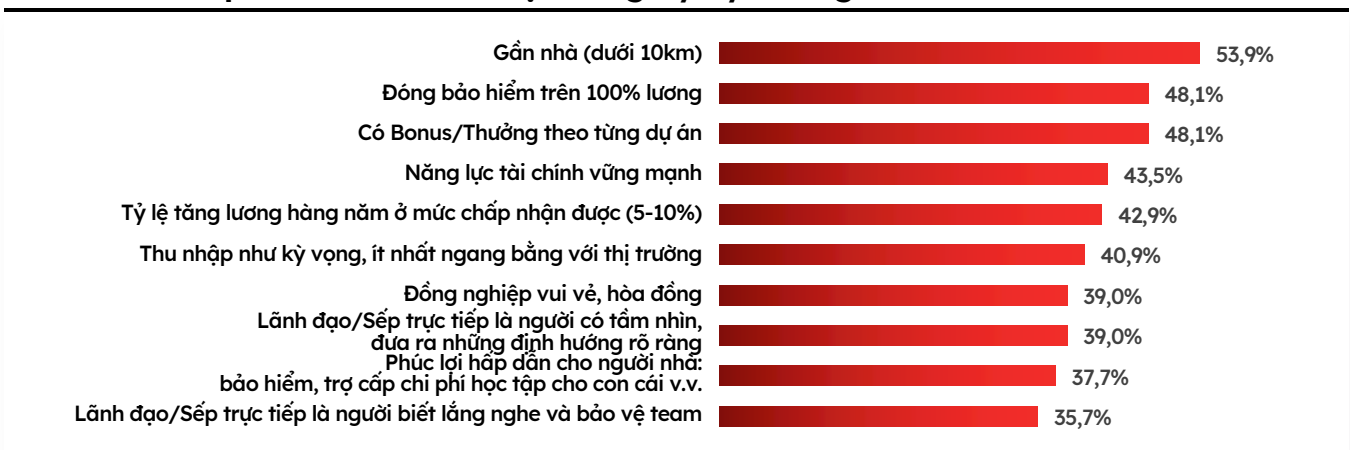 Gần nhà (dưới 10km)
53,9%
Đóng bảo hiểm trên 100% lương
48,1%
Có Bonus/Thưởng theo từng dự án
48,1%
Năng lực tài chính vững mạnh
43,5%
Tỷ lệ tăng lương hàng năm ở mức chấp nhận được (5-10%)
42,9%
Thu nhập như kỳ vọng, ít nhất ngang bằng với thị trường
40,9%
Đồng nghiệp vui vẻ, hòa đồng
39,0%
Lãnh đạo/Sếp trực tiếp là người có tầm nhìn,
đưa ra những định hướng rõ ràng
39,0%
Phúc lợi hấp dẫn cho người nhà:
bảo hiểm, trợ cấp chi phí học tập cho con cái v.v.
37,7%
Lãnh đạo/Sếp trực tiếp là người biết lắng nghe và bảo vệ team
35,7%